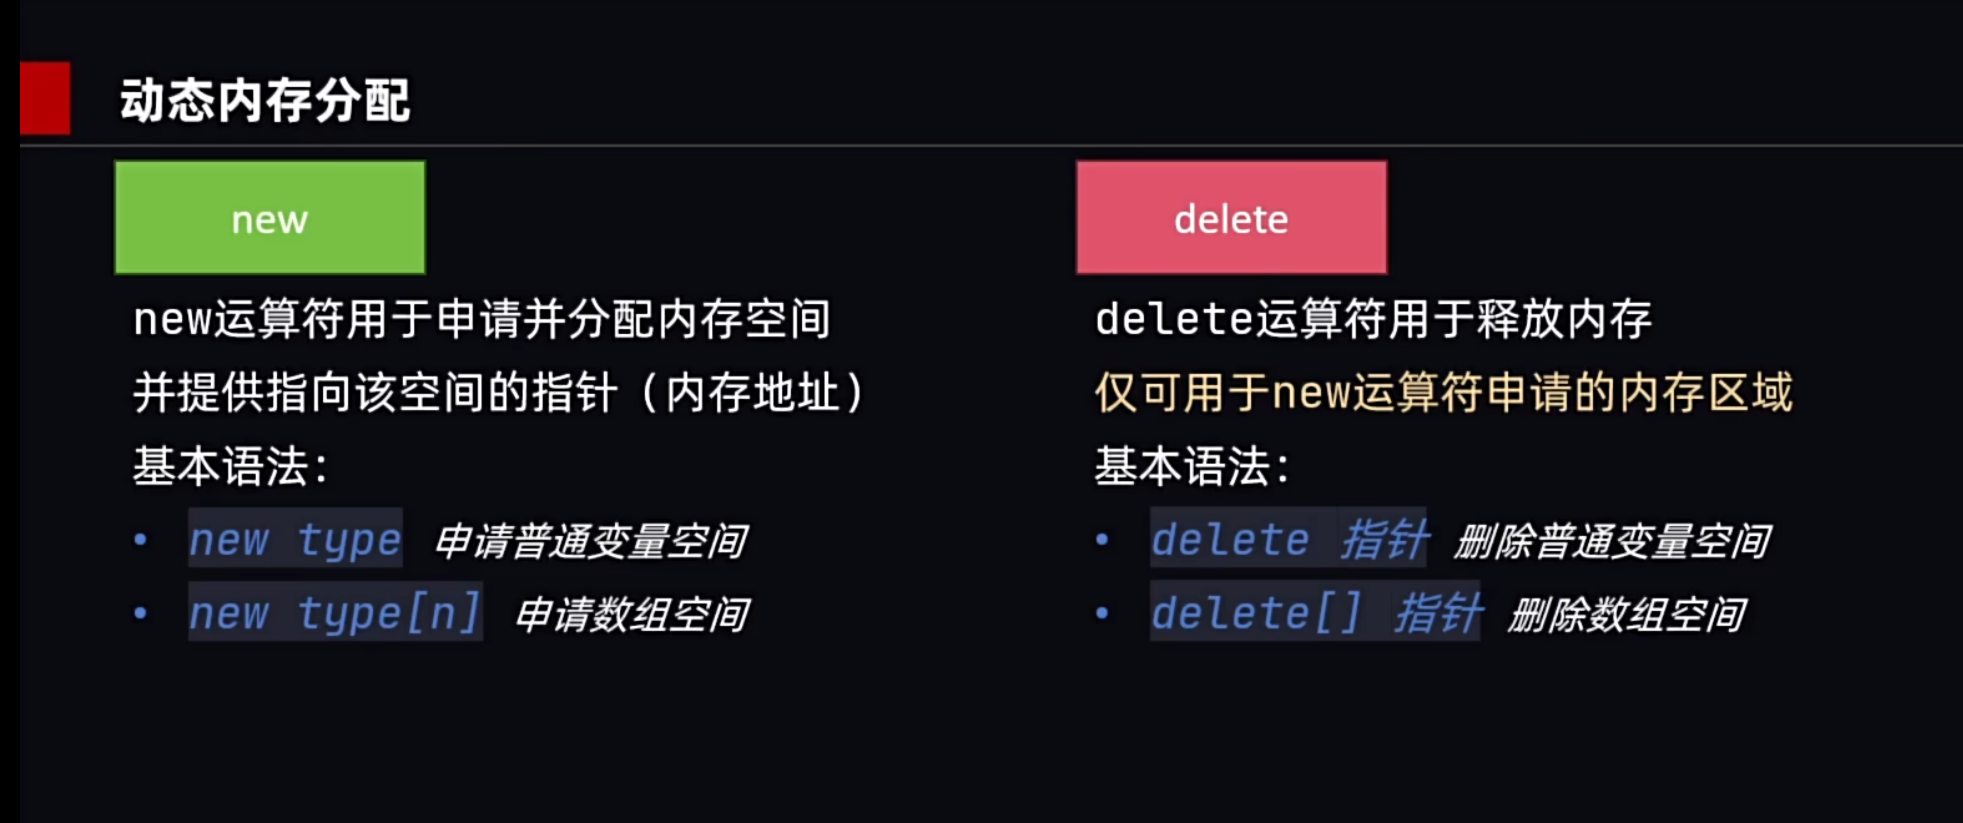 动态内存分配
new
new运算符用于申请并分配内存空间
并提供指向该空间的指针（内存地址）
基本语法：
• new type 申请普通变量空间
• new type[n] 申请数组空间
delete
delete运算符用于释放内存
仅可用于new运算符申请的内存区域
基本语法：
• delete 指针 删除普通变量空间
• delete[] 指针 删除数组空间